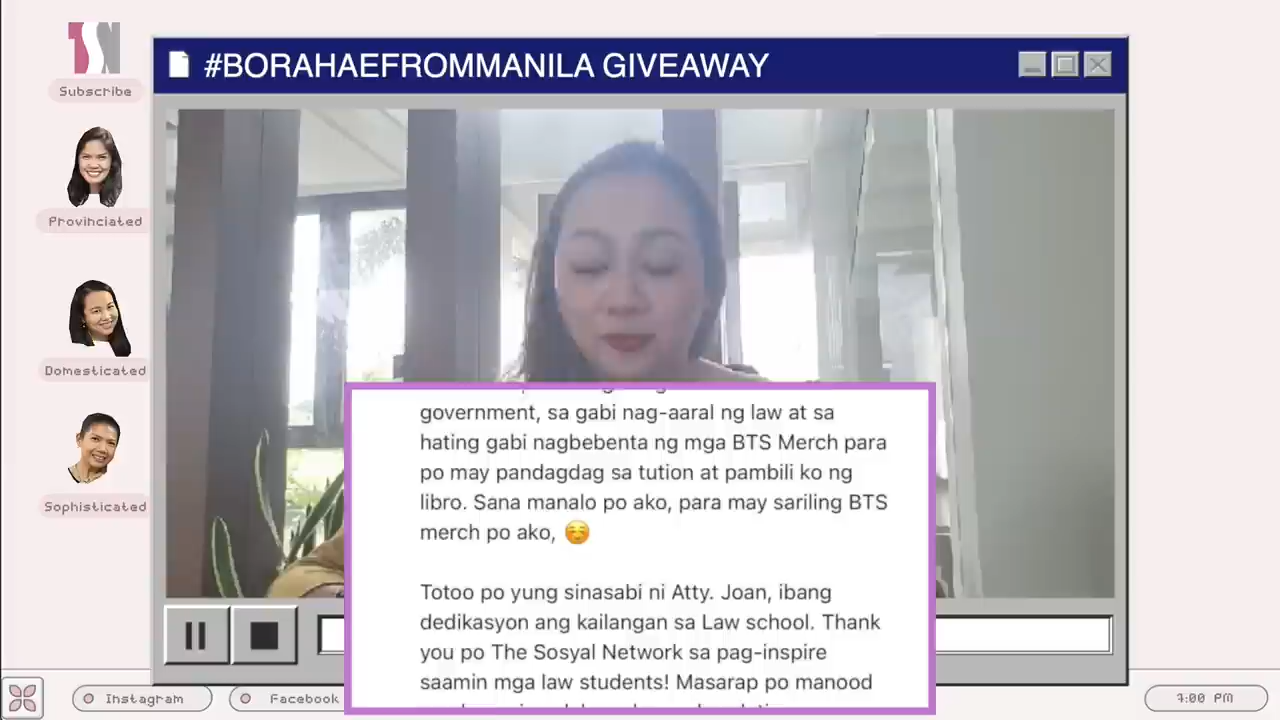 #BORAHAEFROMMANILA GIVEAWAY
TSN
Subscribe
Provinciated
Domesticated
Sophisticated
government, sa gabi nag-aaral ng law at sa
hating gabi nagbebenta ng mga BTS Merch para
po may pandagdag sa tution at pambili ko ng
libro. Sana manalo po ako, para may sariling BTS
merch po ako, ☺️
Totoo po yung sinasabi ni Atty. Joan, ibang
dedikasyon ang kailangan sa Law school. Thank
you po The Sosyal Network sa pag-inspire
saamin mga law students! Masarap po manood
Instagram
Facebook
7:00 PM